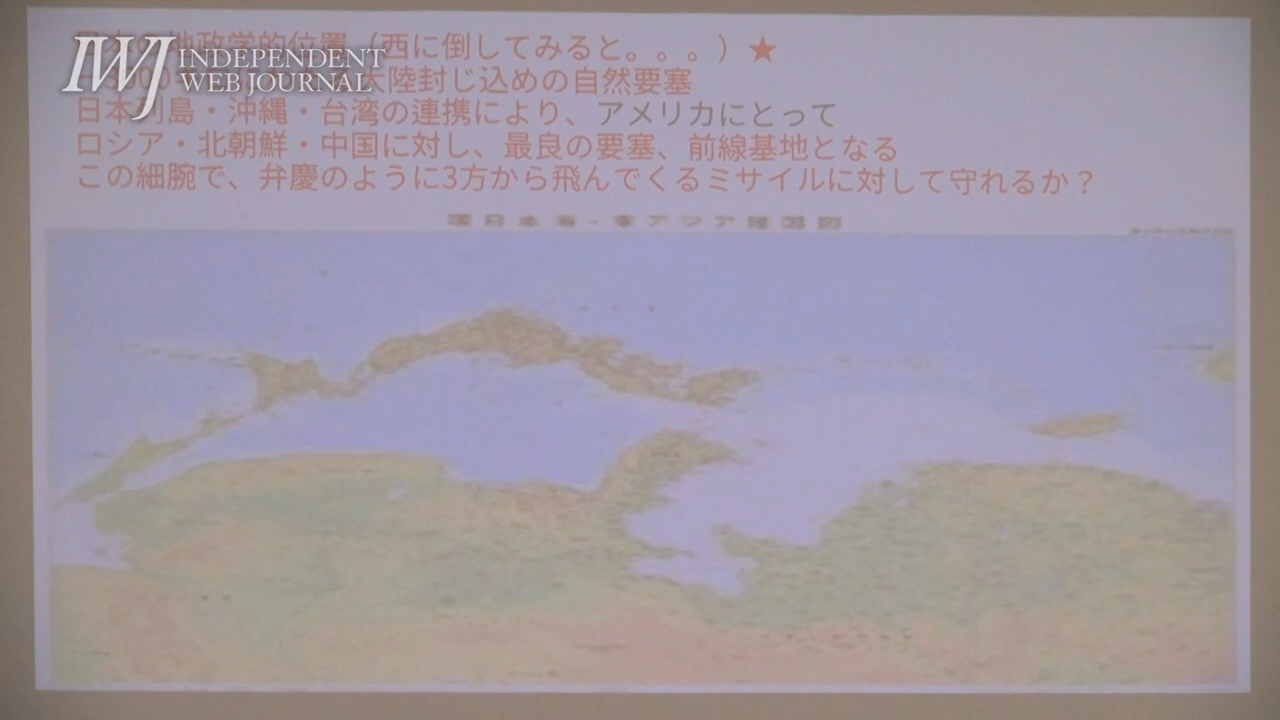 IWJ INDEPENDENT
WEB JOURNAL
地政学的位置（西に倒してみると。。。）★
大陸封じ込めの自然要塞
日本列島・沖縄・台湾の連携により、アメリカにとって
ロシア・北朝鮮・中国に対し、最良の要塞、前線基地となる
この細腕で、弁慶のように3方から飛んでくるミサイルに対して守れるか？
環日本海・東アジア諸国図